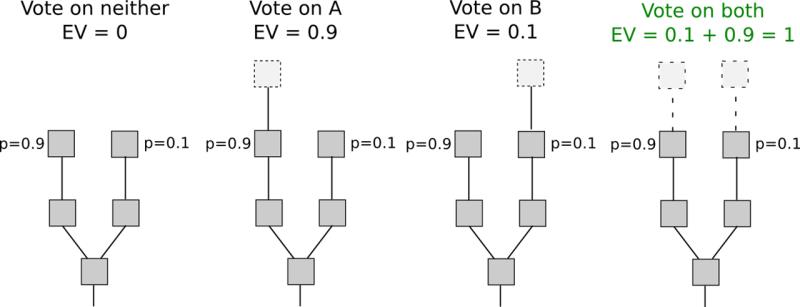 Vote on neither
EV = 0
Vote on A
EV = 0.9
Vote on B
EV = 0.1
Vote on both
EV = 0.1 + 0.9 = 1
p=0.9
p=0.1
p=0.9
p=0.1
p=0.9
p=0.1
p=0.9
p=0.1